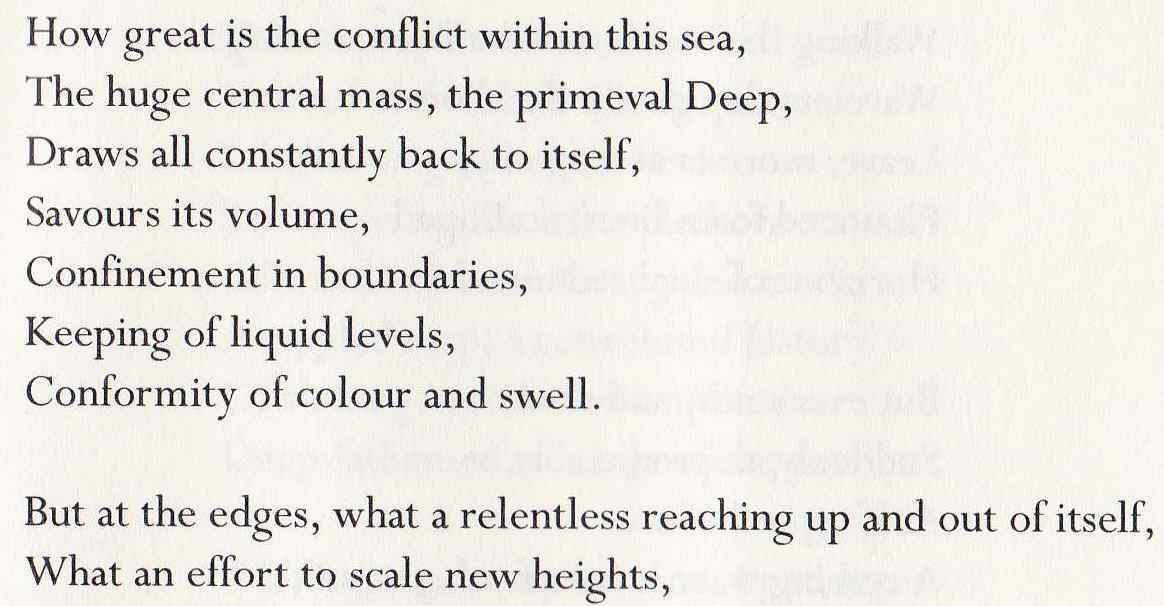 How great is the conflict within this sea,
The huge central mass, the primeval Deep,
Draws all constantly back to itself,
Savours its volume,
Confinement in boundaries,
Keeping of liquid levels,
Conformity of colour and swell.

But at the edges, what a relentless reaching up and out of itself,
What an effort to scale new heights,